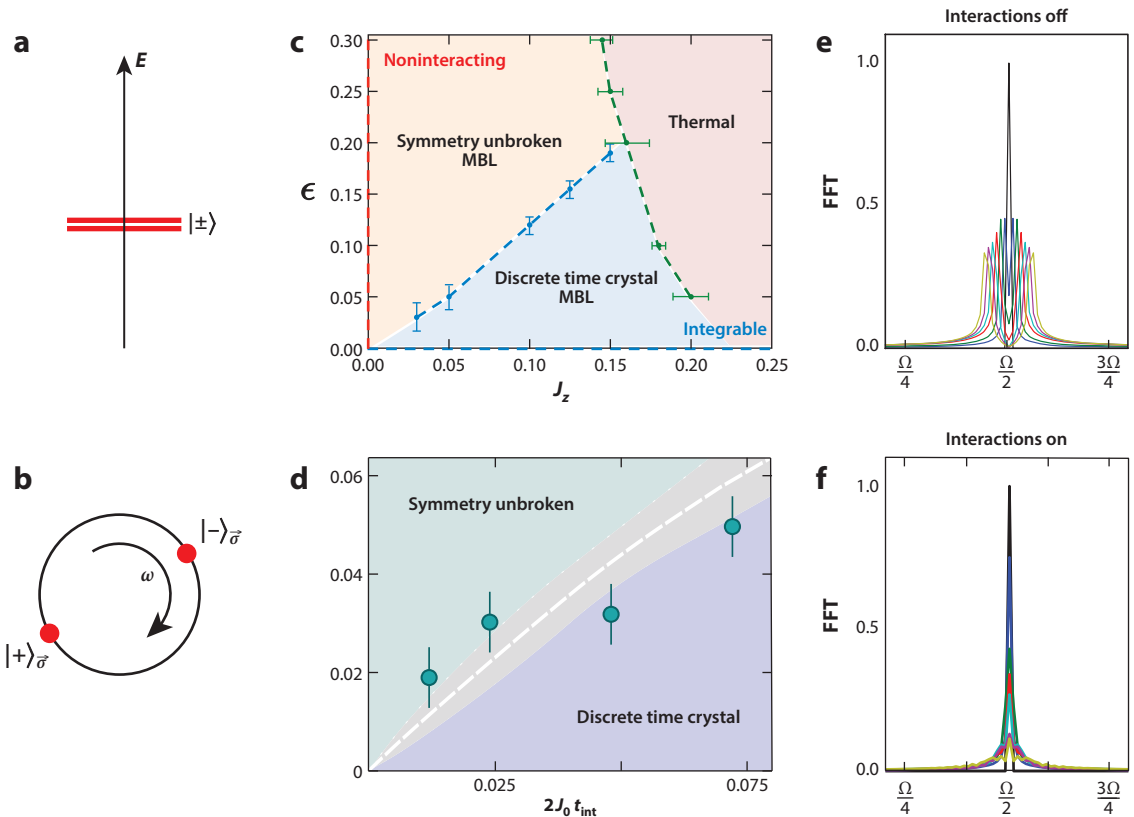 a
E
|±⟩
b
|−⟩σ⃗
ω
|+⟩σ⃗
c
0.30
0.25
0.20
0.15
0.10
0.05
0.00
ϵ
Noninteracting
Symmetry unbroken
MBL
Thermal
Discrete time crystal
MBL
Integrable
0.00
0.05
0.10
0.15
0.20
0.25
Jz
d
0.06
0.04
0.02
0
Symmetry unbroken
Discrete time crystal
0.025
0.075
2J0 tint
Interactions off
e
1.0
0.5
0.0
FFT
Ω/4
Ω/2
3Ω/4
Interactions on
f
1.0
0.5
0.0
FFT
Ω/4
Ω/2
3Ω/4